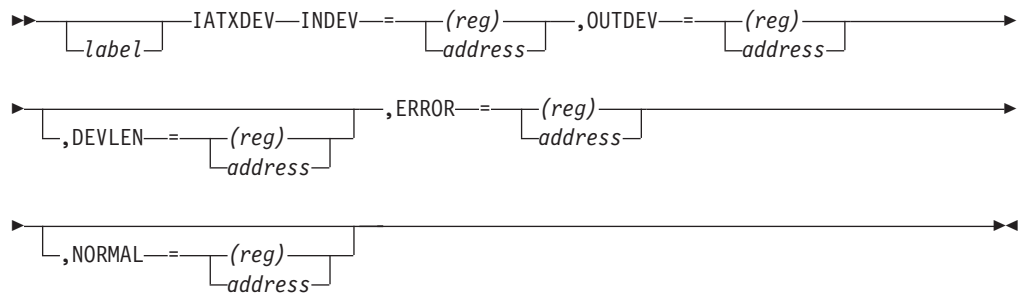 IATXDEV INDEV = (reg) ,OUTDEV = (reg)
label address address
,ERROR = (reg)
,DEVLEN = (reg) address
address
,NORMAL = (reg)
address